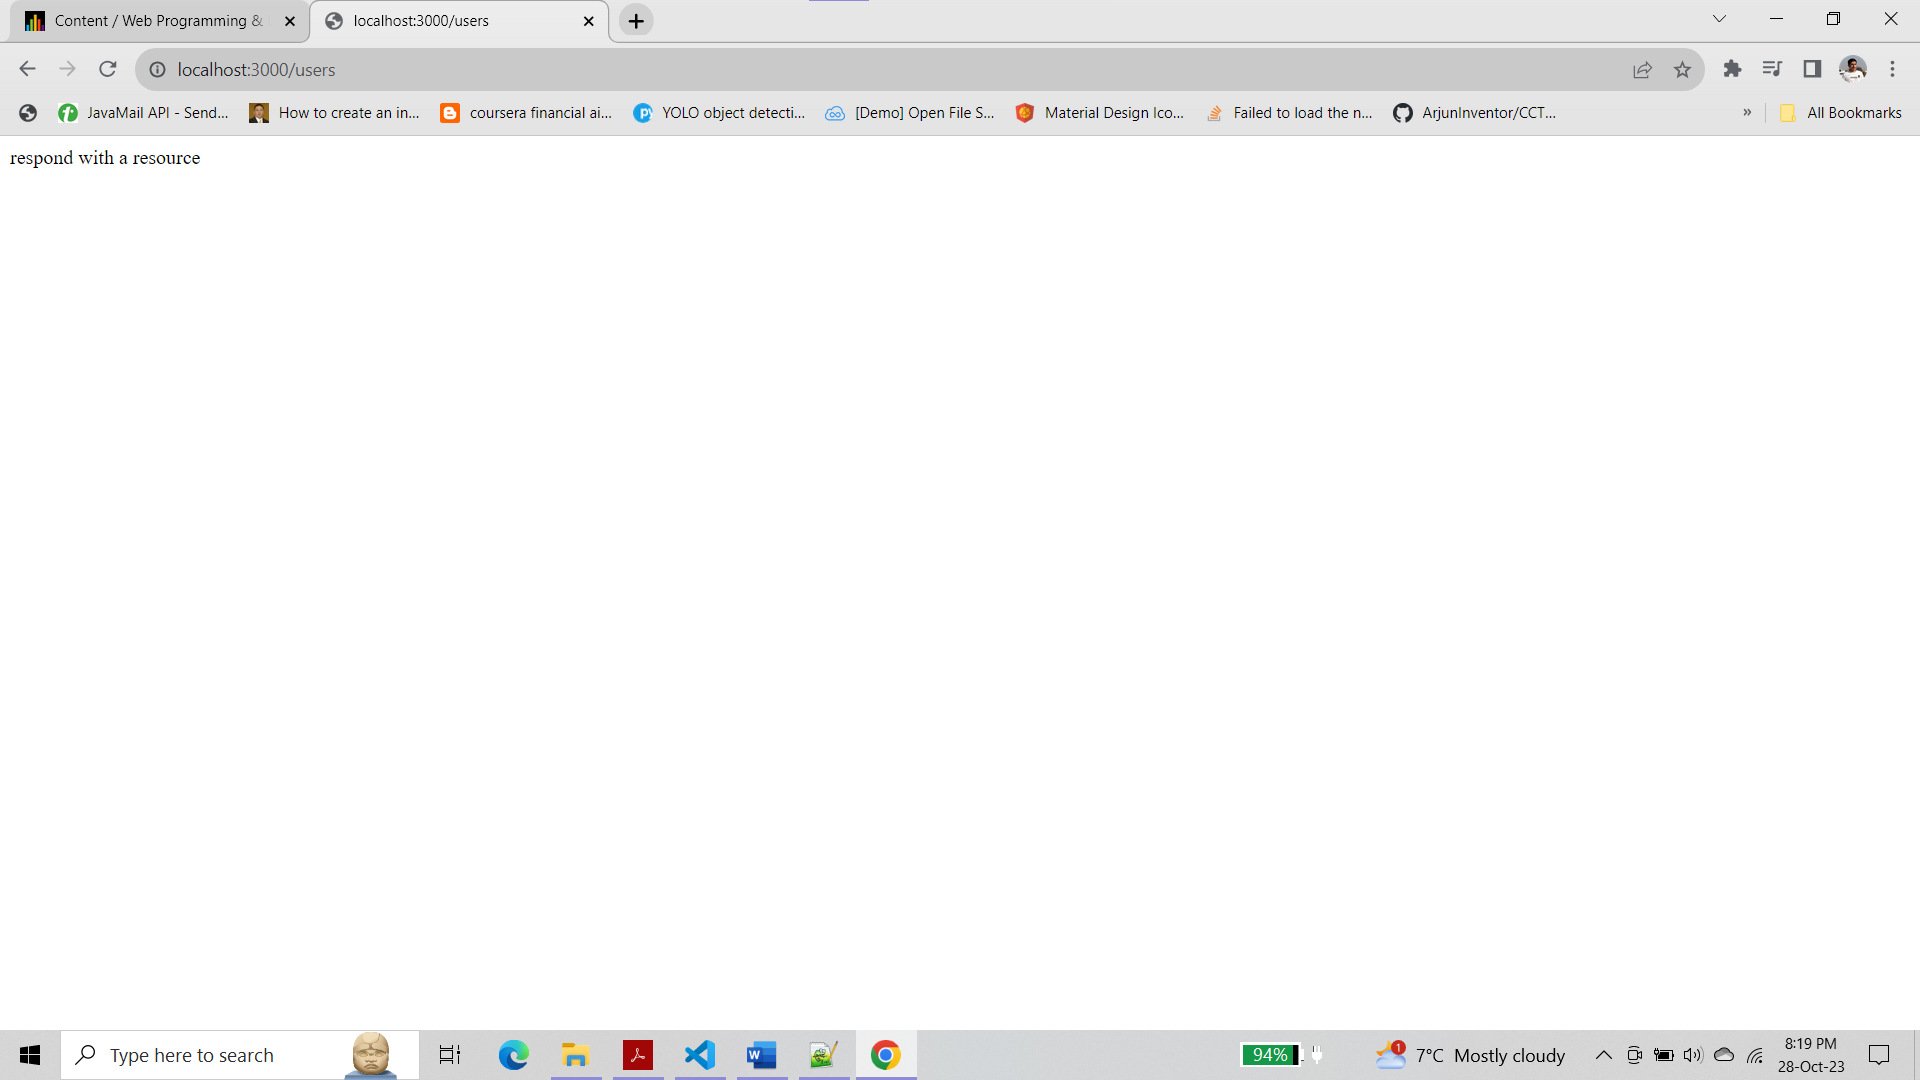 Content / Web Programming &
localhost:3000/users
localhost:3000/users
JavaMail API - Send...
How to create an in...
coursera financial ai...
YOLO object detecti...
[Demo] Open File S...
Material Design Ico...
Failed to load the n...
ArjunInventor/CCT...
»
All Bookmarks
respond with a resource
Type here to search
94%
1
7°C Mostly cloudy
8:19 PM
28-Oct-23